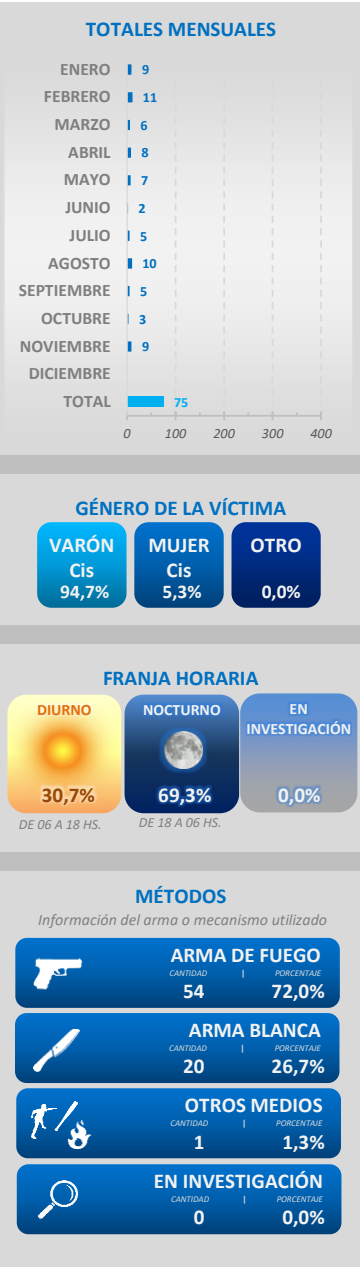 TOTALES MENSUALES
ENERO 9
FEBRERO 11
MARZO 6
ABRIL 8
MAYO 7
JUNIO 2
JULIO 5
AGOSTO 10
SEPTIEMBRE 5
OCTUBRE 3
NOVIEMBRE 9
DICIEMBRE
TOTAL 75
0 100 200 300 400
GÉNERO DE LA VÍCTIMA
VARÓN MUJER OTRO
Cis Cis
94,7% 5,3% 0,0%
FRANJA HORARIA
DIURNO NOCTURNO EN
INVESTIGACIÓN
30,7% 69,3% 0,0%
DE 06 A 18 HS. DE 18 A 06 HS.
MÉTODOS
Información del arma o mecanismo utilizado
ARMA DE FUEGO
CANTIDAD | PORCENTAJE
54 72,0%
ARMA BLANCA
CANTIDAD | PORCENTAJE
20 26,7%
OTROS MEDIOS
CANTIDAD | PORCENTAJE
1 1,3%
EN INVESTIGACIÓN
CANTIDAD | PORCENTAJE
0 0,0%